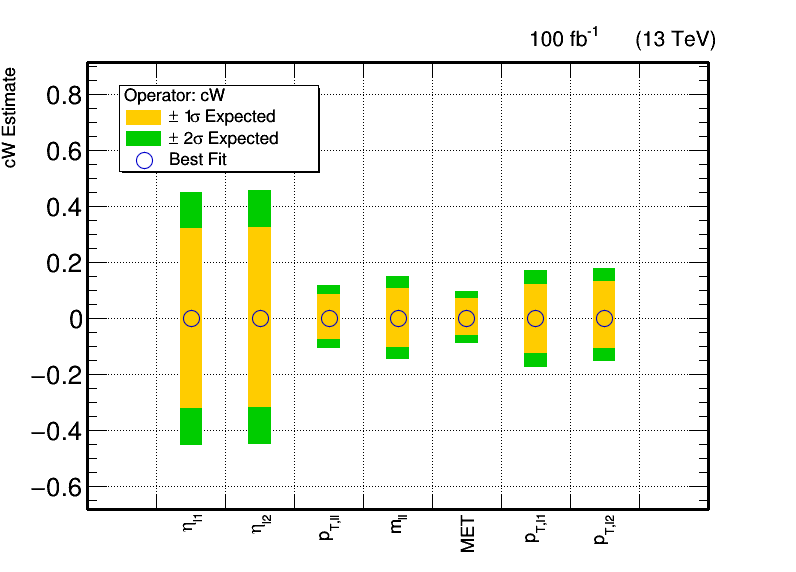 100 fb-1 (13 TeV)
cW Estimate
Operator: cW
± 1σ Expected
± 2σ Expected
Best Fit
0.8
0.6
0.4
0.2
0
−0.2
−0.4
−0.6
ηl1 ηl2 pT,ll mll MET pT,l1 pT,l2